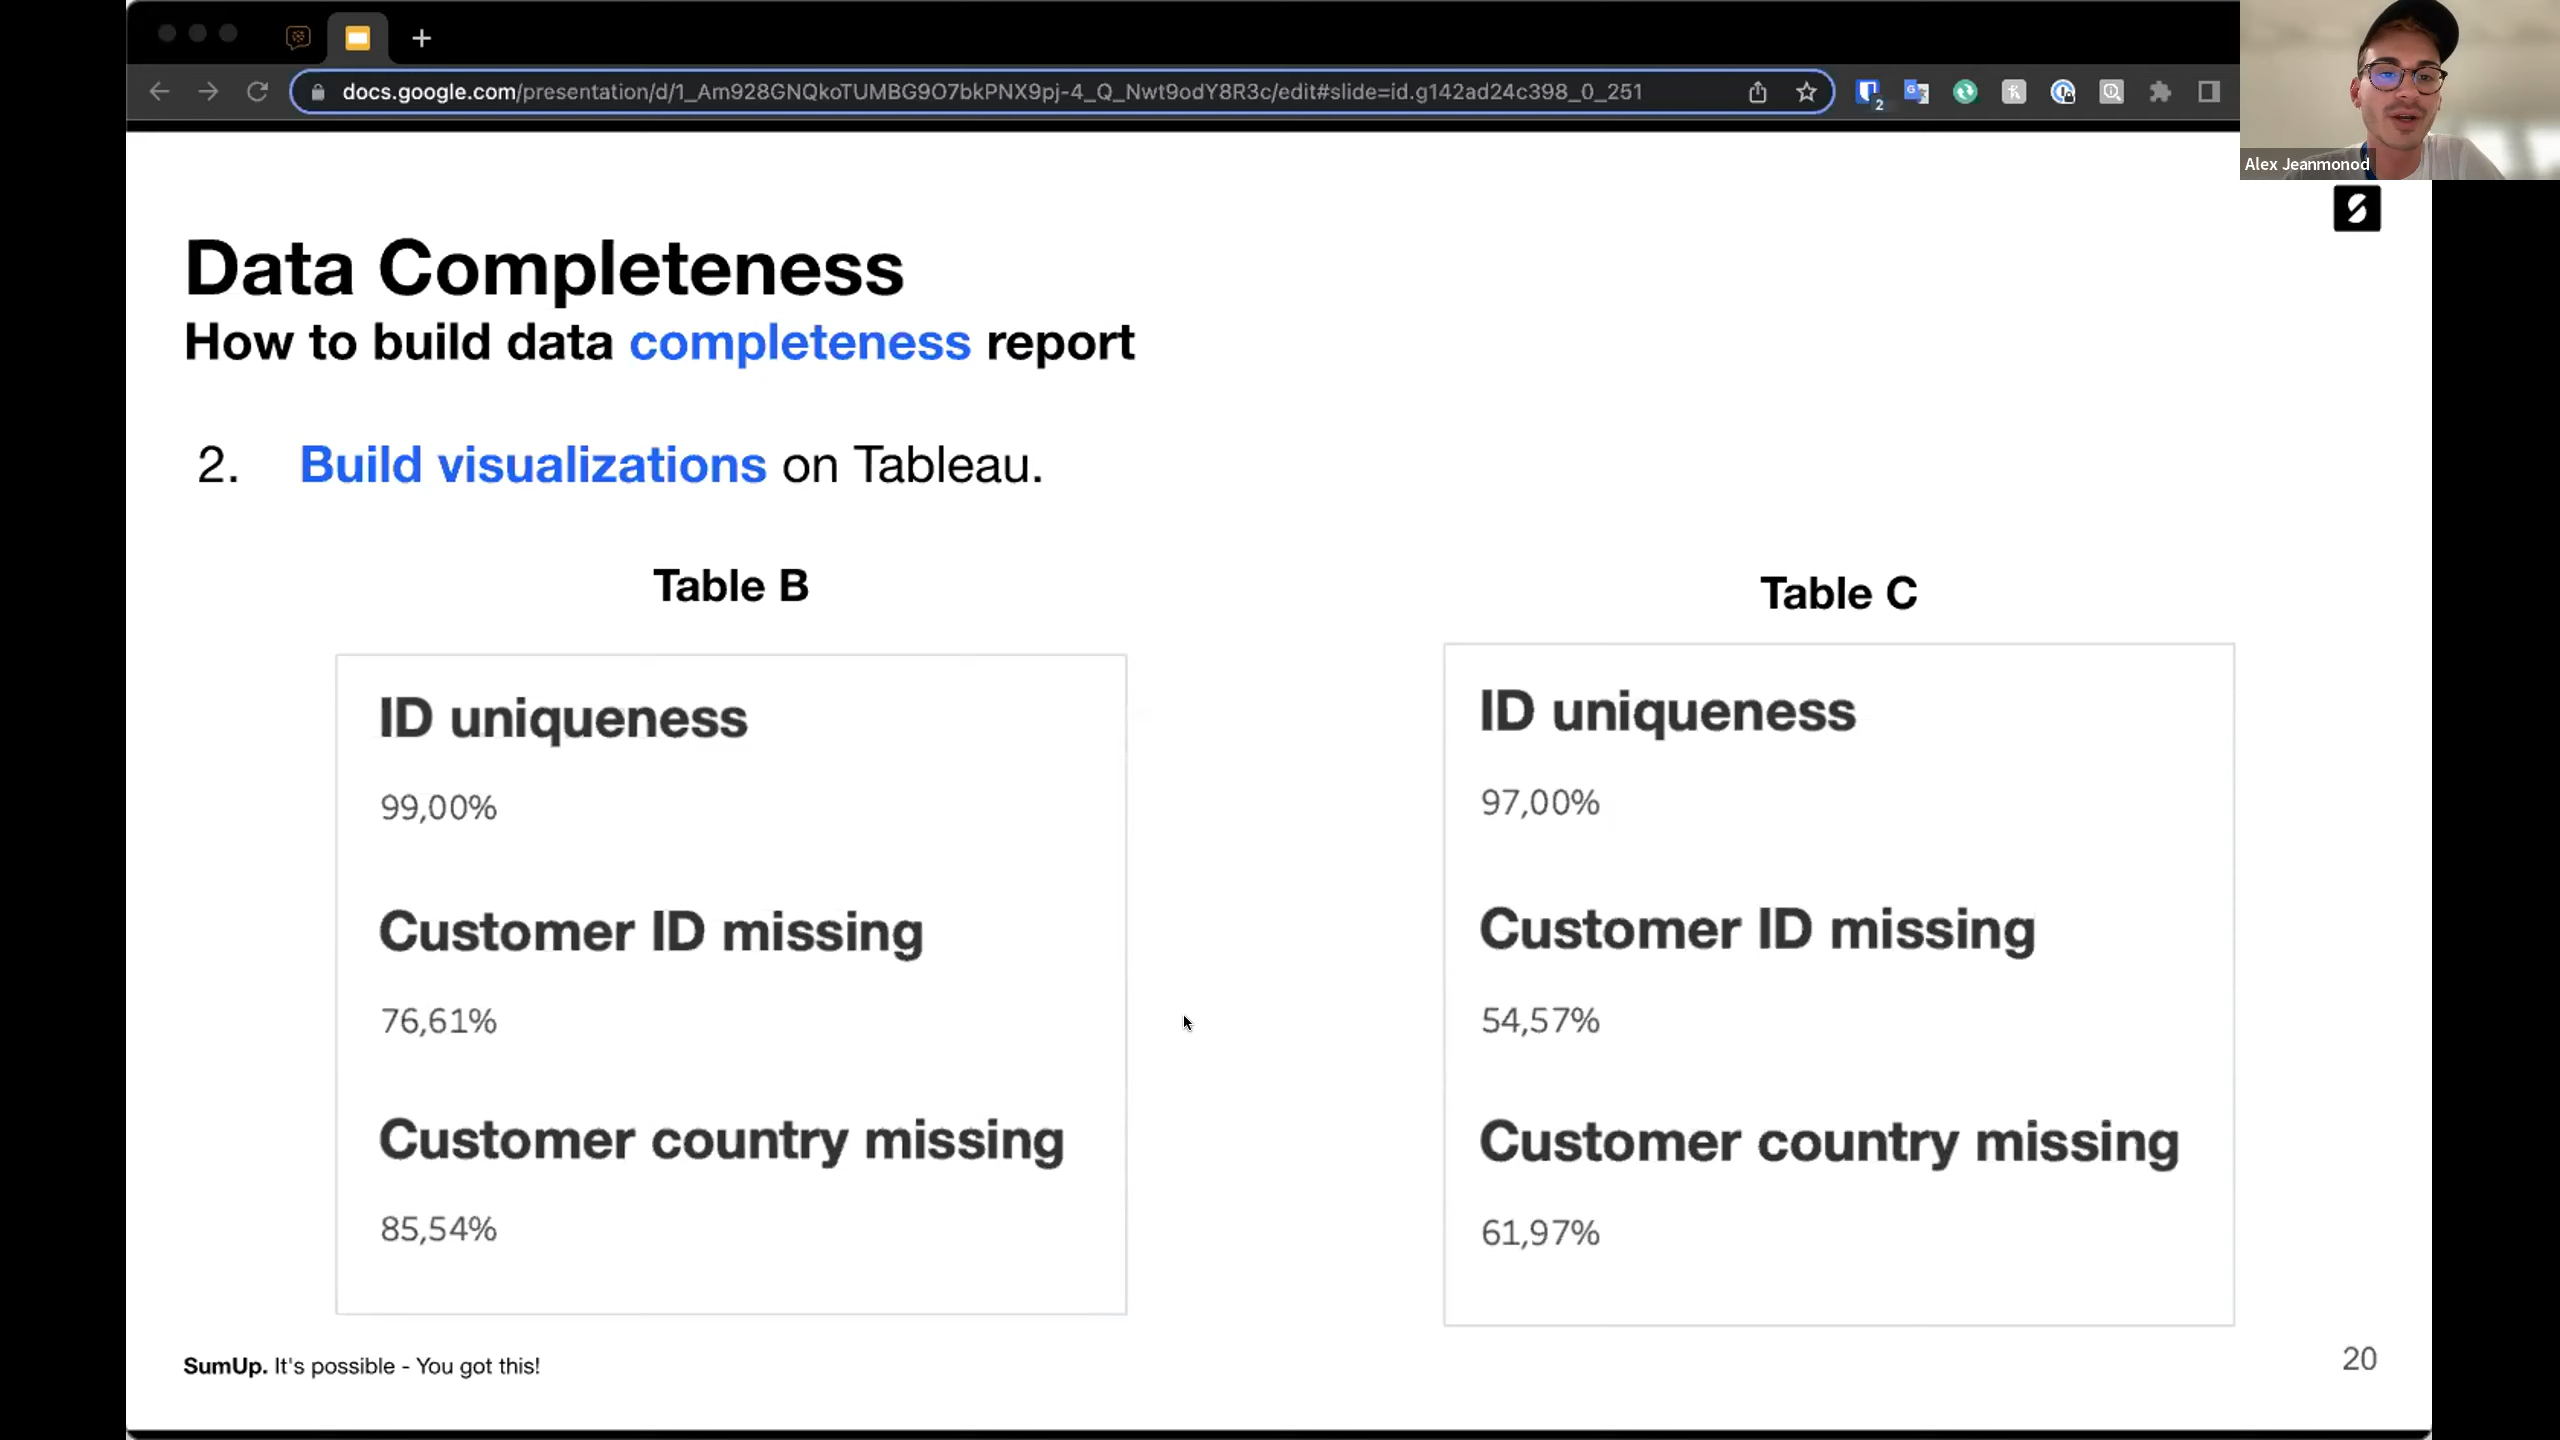 docs.google.com/presentation/d/1_Am928GNQkoTUMBG9O7bkPNX9pj-4_Q_Nwt9odY8R3c/edit#slide=id.g142ad24c398_0_251
2
Alex Jeanmonod
Data Completeness
How to build data completeness report
2. Build visualizations on Tableau.
Table B
ID uniqueness
99,00%
Customer ID missing
76,61%
Customer country missing
85,54%
Table C
ID uniqueness
97,00%
Customer ID missing
54,57%
Customer country missing
61,97%
SumUp. It's possible - You got this!
20